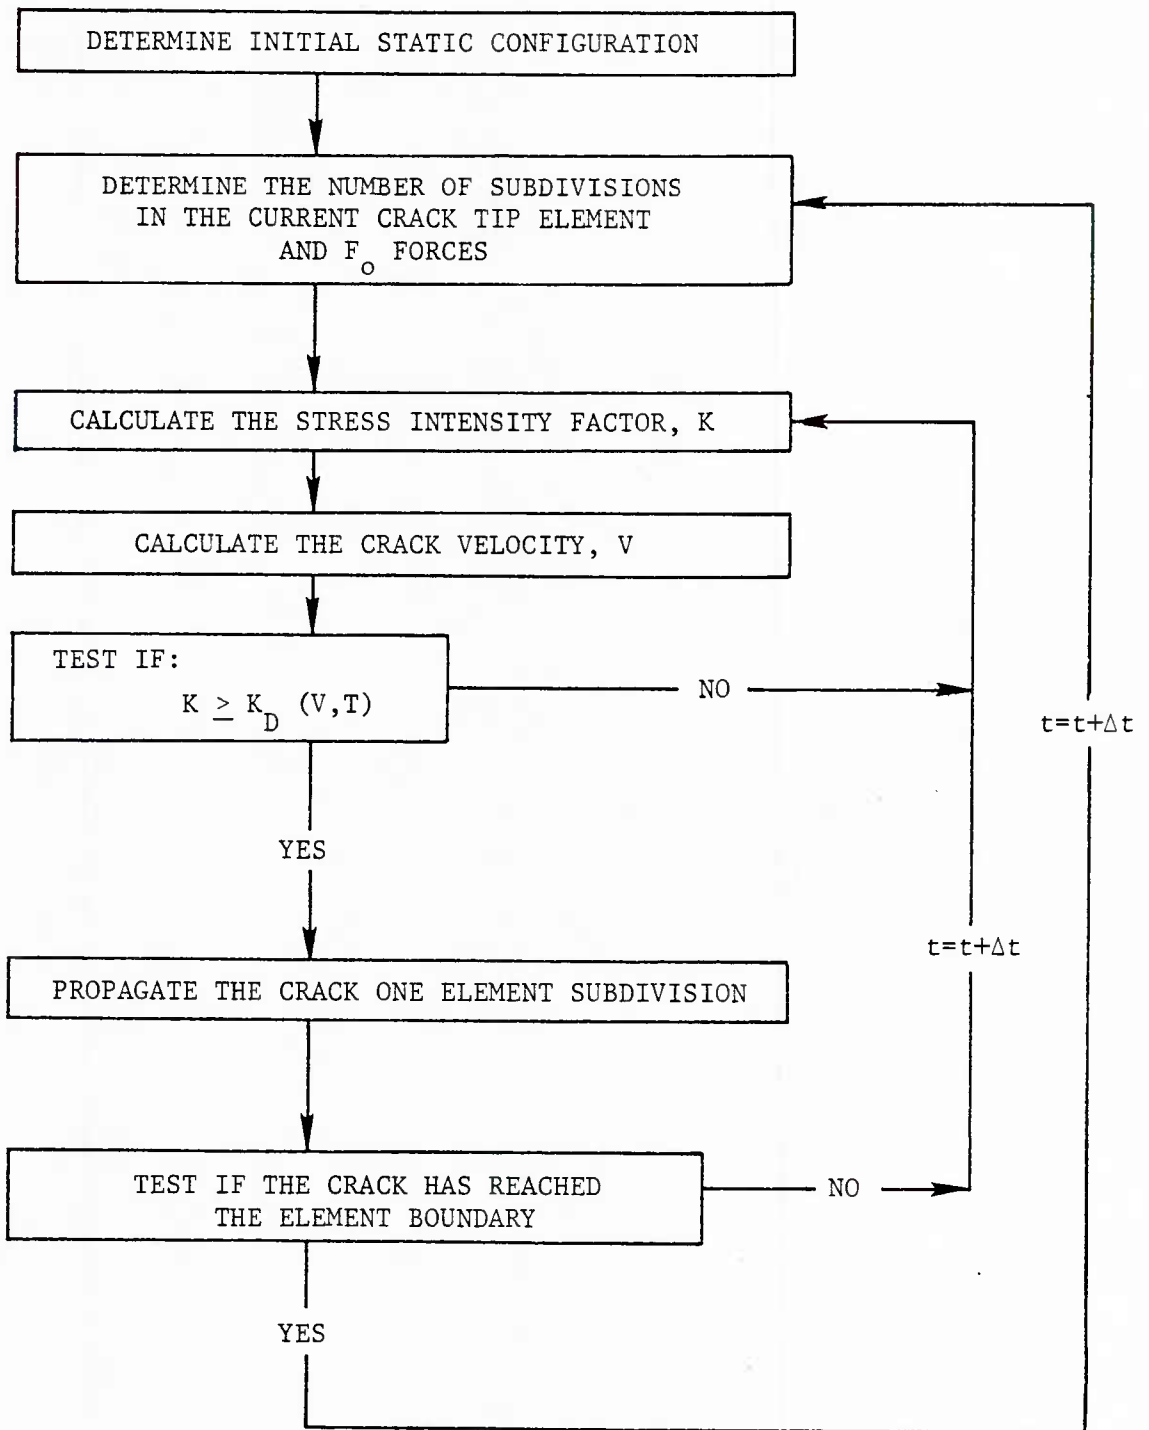 DETERMINE INITIAL STATIC CONFIGURATION
DETERMINE THE NUMBER OF SUBDIVISIONS
IN THE CURRENT CRACK TIP ELEMENT
AND F_o FORCES
CALCULATE THE STRESS INTENSITY FACTOR, K
CALCULATE THE CRACK VELOCITY, V
TEST IF:
K ≥ K_D (V,T)
NO
t=t+Δt
YES
t=t+Δt
PROPAGATE THE CRACK ONE ELEMENT SUBDIVISION
TEST IF THE CRACK HAS REACHED
THE ELEMENT BOUNDARY
NO
YES